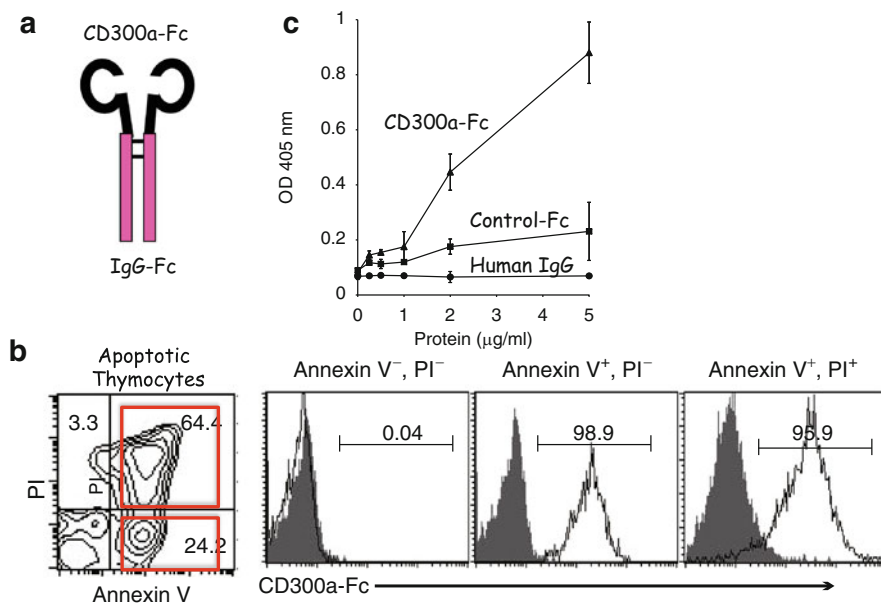 a
CD300a-Fc
IgG-Fc
c
1
0.8
0.6
0.4
0.2
0
OD 405 nm
CD300a-Fc
Control-Fc
Human IgG
0 1 2 3 4 5
Protein (μg/ml)
b
Apoptotic
Thymocytes
3.3
64.4
24.2
PI
PI
Annexin V
Annexin V⁻, PI⁻
0.04
Annexin V⁺, PI⁻
98.9
Annexin V⁺, PI⁺
95.9
CD300a-Fc